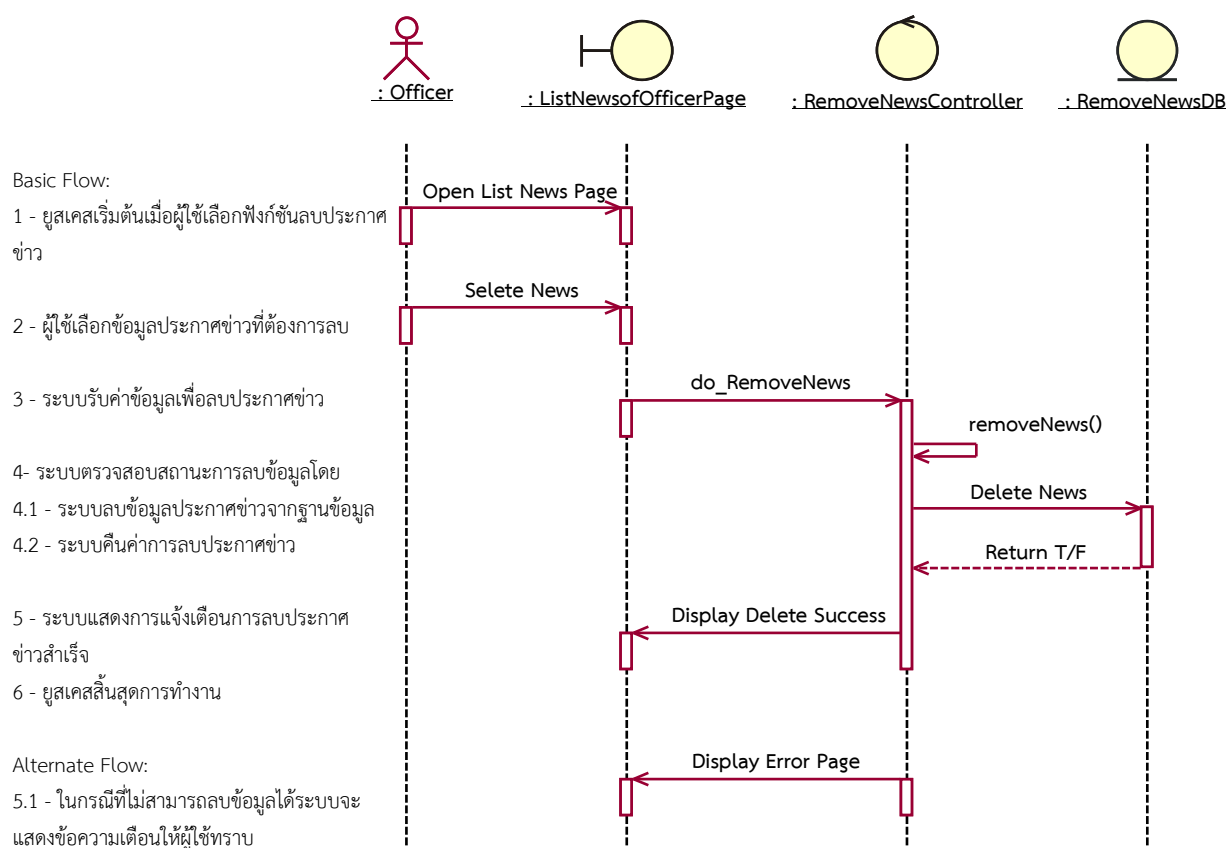 : Officer
: ListNewsofOfficerPage
: RemoveNewsController
: RemoveNewsDB
Basic Flow:
1 - ยูสเคสเริ่มต้นเมื่อผู้ใช้เลือกฟังก์ชันลบประกาศ
ข่าว
Open List News Page
2 - ผู้ใช้เลือกข้อมูลประกาศข่าวที่ต้องการลบ
Selete News
3 - ระบบรับค่าข้อมูลเพื่อลบประกาศข่าว
do_RemoveNews
removeNews()
4- ระบบตรวจสอบสถานะการลบข้อมูลโดย
4.1 - ระบบลบข้อมูลประกาศข่าวจากฐานข้อมูล
Delete News
4.2 - ระบบคืนค่าการลบประกาศข่าว
Return T/F
5 - ระบบแสดงการแจ้งเตือนการลบประกาศ
ข่าวสำเร็จ
Display Delete Success
6 - ยูสเคสสิ้นสุดการทำงาน
Alternate Flow:
Display Error Page
5.1 - ในกรณีที่ไม่สามารถลบข้อมูลได้ระบบจะ
แสดงข้อความเตือนให้ผู้ใช้ทราบ